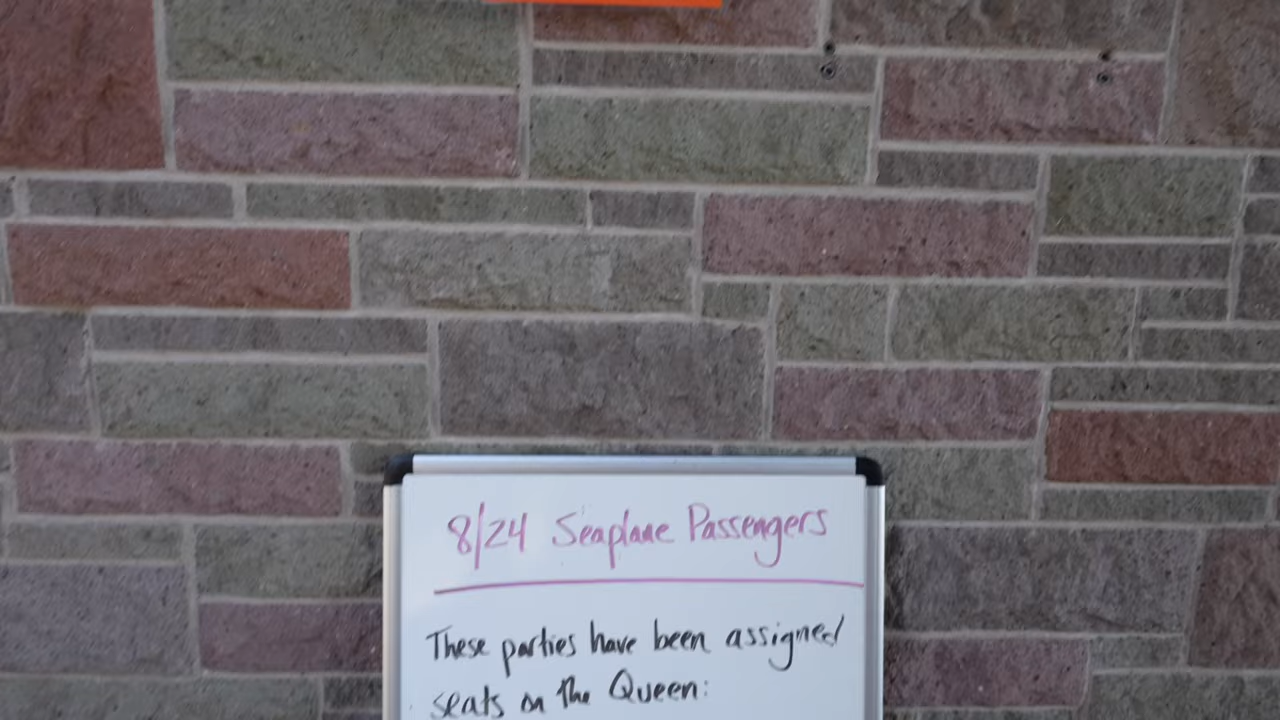 8/24 Seaplane Passengers
These parties have been assigned
seats on the Queen: